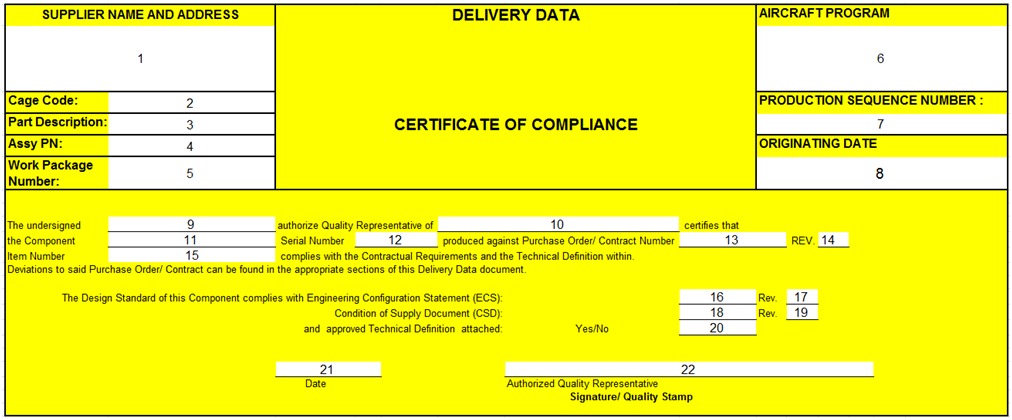 SUPPLIER NAME AND ADDRESS
DELIVERY DATA
AIRCRAFT PROGRAM
1
6
Cage Code: 2
PRODUCTION SEQUENCE NUMBER :
Part Description: 3
CERTIFICATE OF COMPLIANCE
7
Assy PN: 4
ORIGINATING DATE
Work Package Number: 5
8
The undersigned 9 authorize Quality Representative of 10 certifies that
the Component 11 Serial Number 12 produced against Purchase Order/ Contract Number 13 REV. 14
Item Number 15 complies with the Contractual Requirements and the Technical Definition within.
Deviations to said Purchase Order/ Contract can be found in the appropriate sections of this Delivery Data document.
The Design Standard of this Component complies with Engineering Configuration Statement (ECS): 16 Rev. 17
Condition of Supply Document (CSD): 18 Rev. 19
and approved Technical Definition attached: Yes/No 20
21 22
Date Authorized Quality Representative
Signature/ Quality Stamp